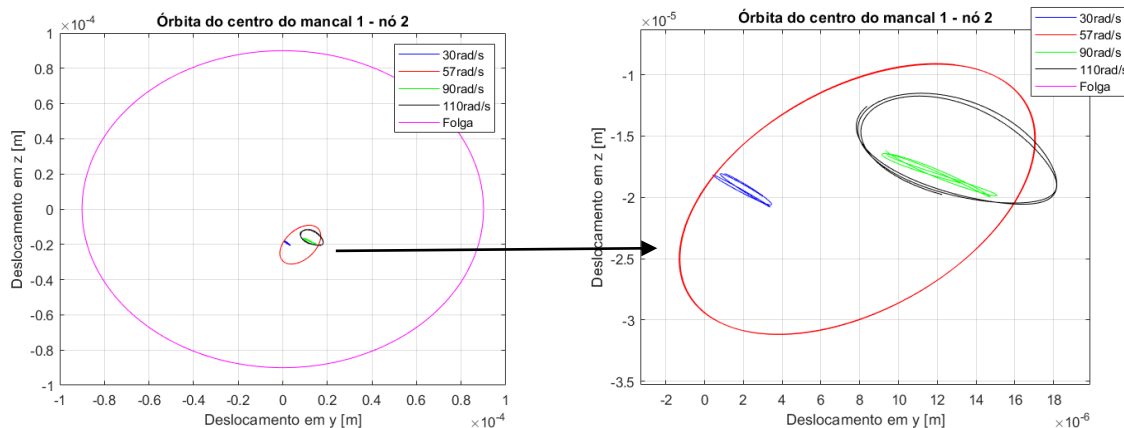 Órbita do centro do mancal 1 - nó 2
×10⁻⁴
1
0.8
0.6
0.4
0.2
0
-0.2
-0.4
-0.6
-0.8
-1
Deslocamento em z [m]
-1 -0.8 -0.6 -0.4 -0.2 0 0.2 0.4 0.6 0.8 1
×10⁻⁴
Deslocamento em y [m]
30rad/s
57rad/s
90rad/s
110rad/s
Folga
Órbita do centro do mancal 1 - nó 2
×10⁻⁵
-1
-1.5
-2
-2.5
-3
-3.5
Deslocamento em z [m]
-2 0 2 4 6 8 10 12 14 16 18
×10⁻⁶
Deslocamento em y [m]
30rad/s
57rad/s
90rad/s
110rad/s
Folga